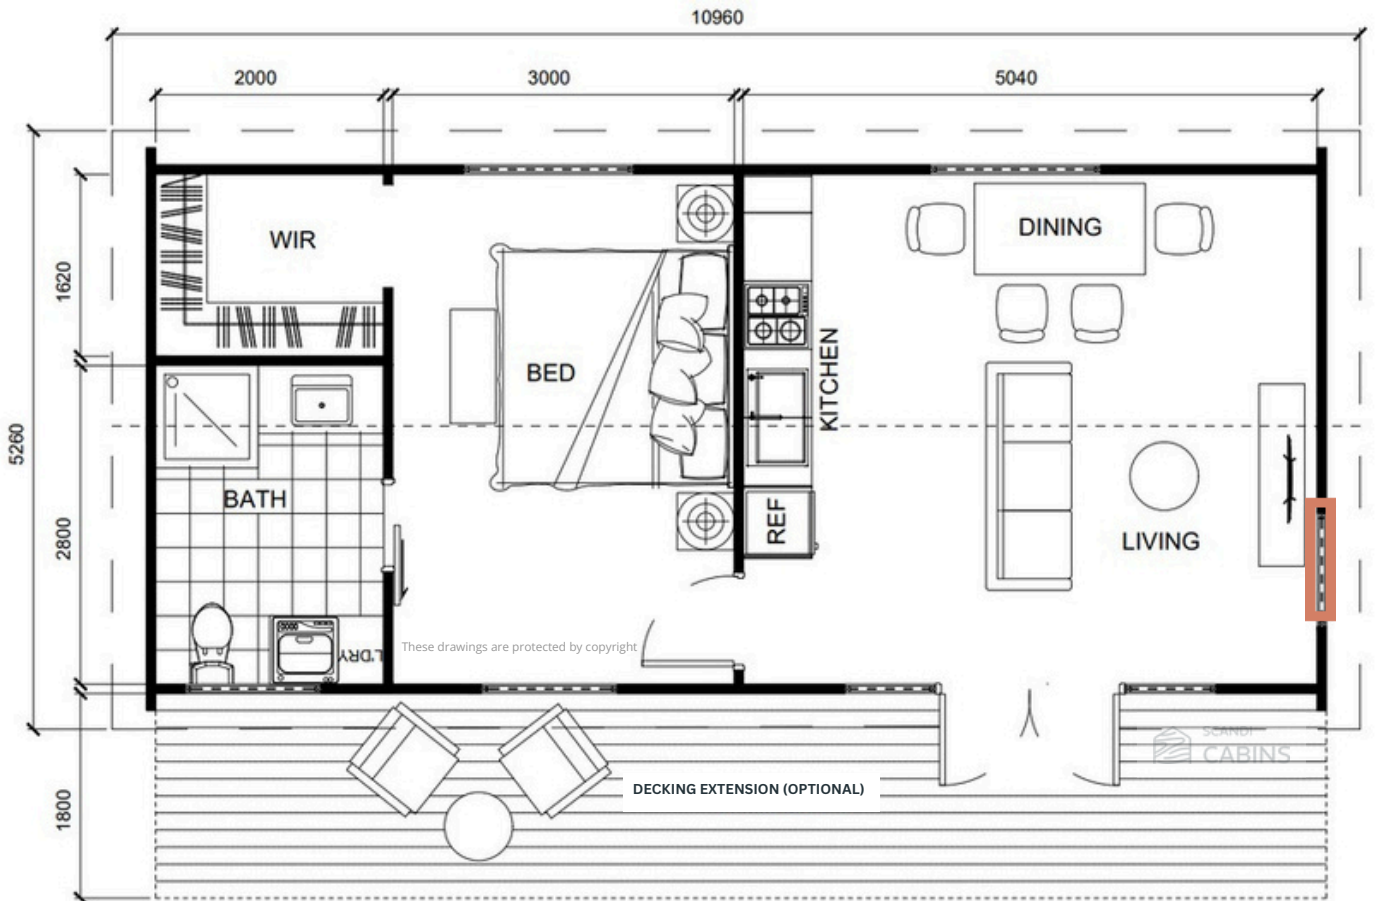 10960
2000
3000
5040
WIR
DINING
1620
BED
KITCHEN
5260
BATH
REF
2800
LIVING
L'DRY
These drawings are protected by copyright
SCANDI
CABINS
DECKING EXTENSION (OPTIONAL)
1800